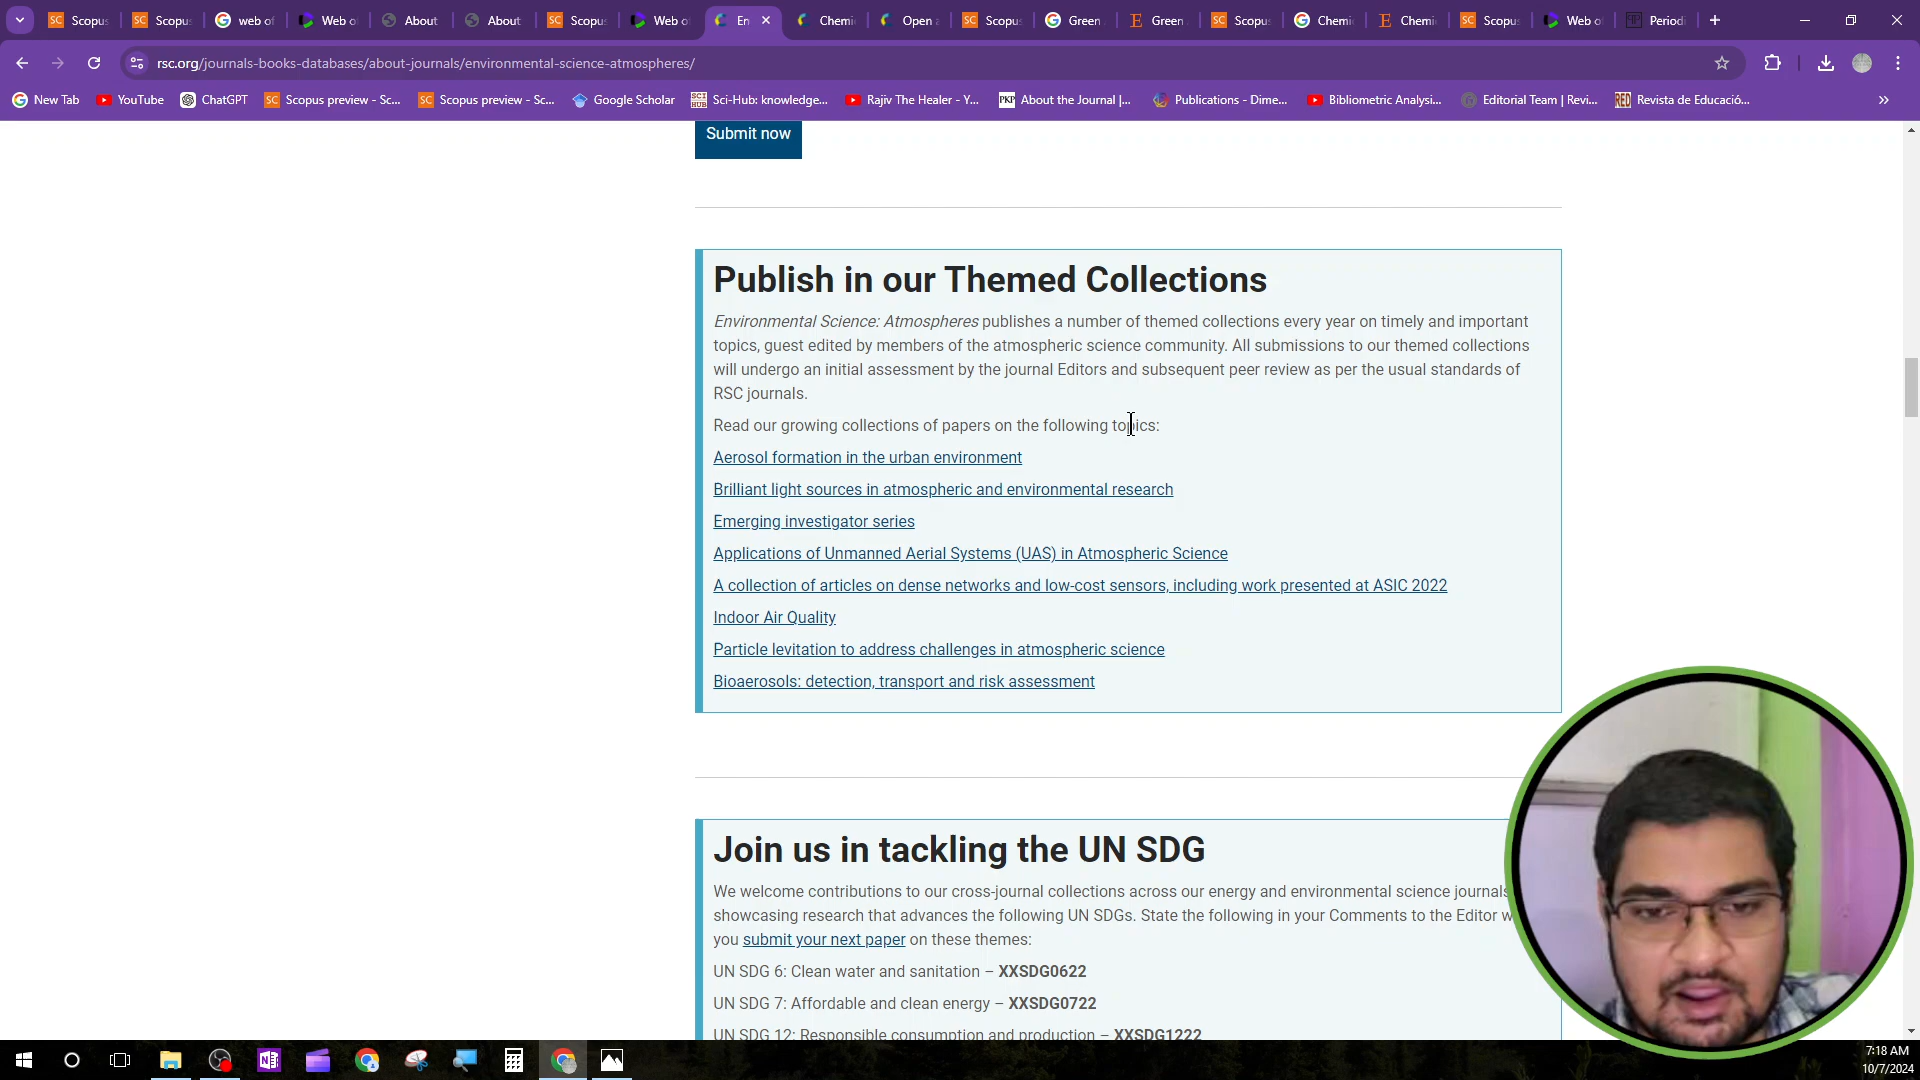 Scopus
Scopus
web of
Web o
About
About
Scopus
Web of
En
Chemi
Open a
Scopus
Green
Green
Scopus
Chemi
Chemi
Scopus
Web o
Period
rsc.org/journals-books-databases/about-journals/environmental-science-atmospheres/
New Tab
YouTube
ChatGPT
Scopus preview - Sc...
Scopus preview - Sc...
Google Scholar
Sci-Hub: knowledge...
Rajiv The Healer - Y...
About the Journal |...
Publications - Dime...
Bibliometric Analysi...
Editorial Team | Revi...
Revista de Educació...
Submit now
Publish in our Themed Collections
Environmental Science: Atmospheres publishes a number of themed collections every year on timely and important
topics, guest edited by members of the atmospheric science community. All submissions to our themed collections
will undergo an initial assessment by the journal Editors and subsequent peer review as per the usual standards of
RSC journals.
Read our growing collections of papers on the following topics:
Aerosol formation in the urban environment
Brilliant light sources in atmospheric and environmental research
Emerging investigator series
Applications of Unmanned Aerial Systems (UAS) in Atmospheric Science
A collection of articles on dense networks and low-cost sensors, including work presented at ASIC 2022
Indoor Air Quality
Particle levitation to address challenges in atmospheric science
Bioaerosols: detection, transport and risk assessment
Join us in tackling the UN SDG
We welcome contributions to our cross-journal collections across our energy and environmental science journals
showcasing research that advances the following UN SDGs. State the following in your Comments to the Editor w
you submit your next paper on these themes:
UN SDG 6: Clean water and sanitation – XXSDG0622
UN SDG 7: Affordable and clean energy – XXSDG0722
UN SDG 12: Responsible consumption and production – XXSDG1222
7:18 AM
10/7/2024